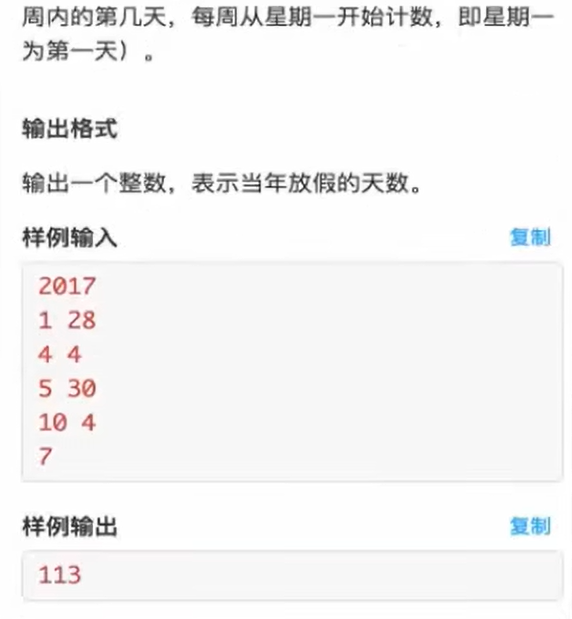 周内的第几天，每周从星期一开始计数，即星期一
为第一天）。
输出格式
输出一个整数，表示当年放假的天数。
样例输入 复制
2017
1 28
4 4
5 30
10 4
7
样例输出 复制
113